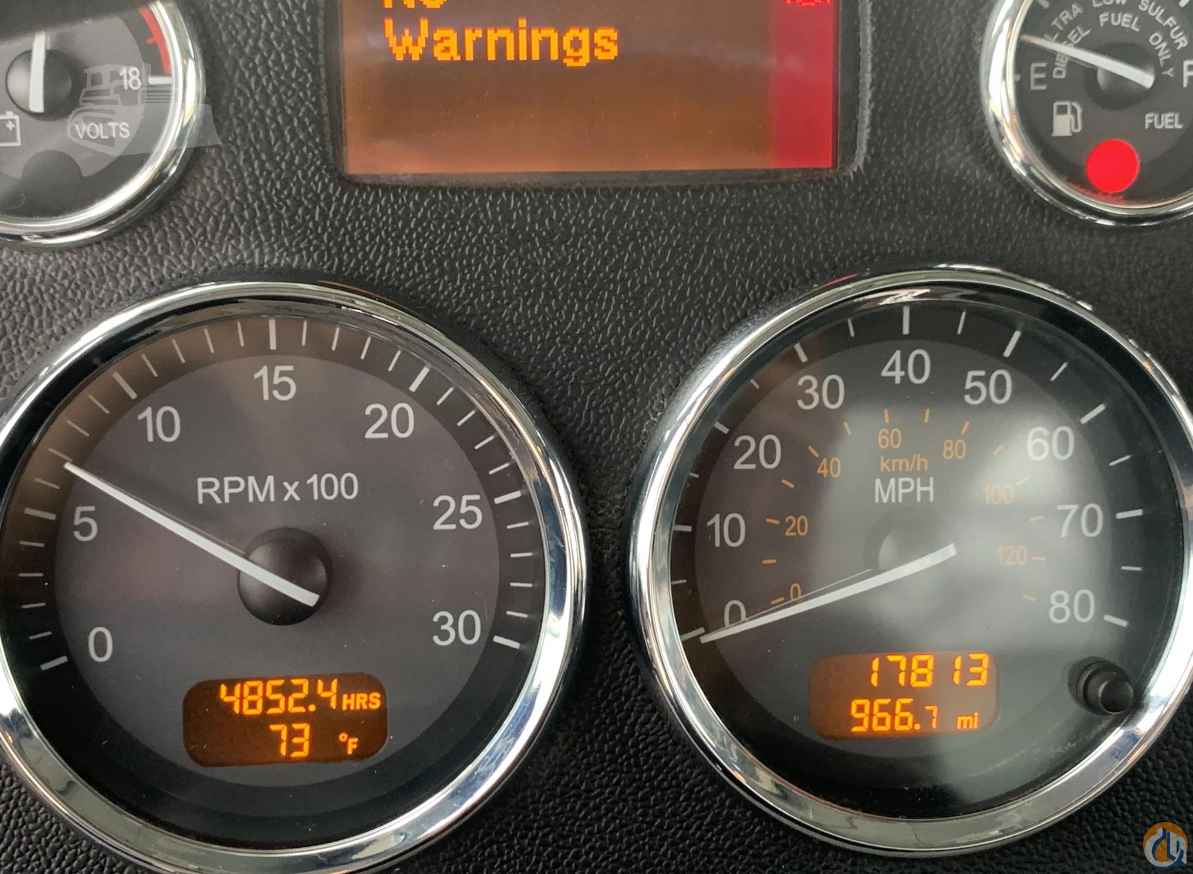 Warnings
18
VOLTS
ULTRA LOW SULFUR
DIESEL FUEL ONLY
E
FUEL
0
5
10
15
20
25
30
RPM x 100
4852.4 HRS
73 °F
0
10
20
30
40
50
60
70
80
0
20
40
60
80
100
120
km/h
MPH
17813
966.7 mi